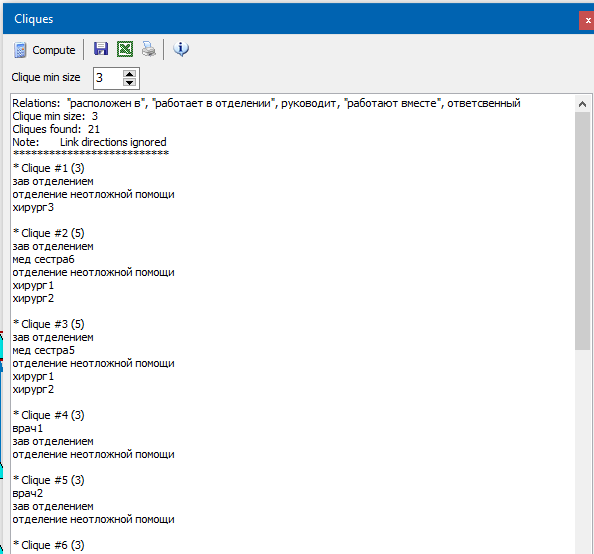 Cliques
Compute
Clique min size 3
Relations: "расположен в", "работает в отделении", руководит, "работают вместе", ответсвенный
Clique min size: 3
Cliques found: 21
Note: Link directions ignored
**************************
* Clique #1 (3)
зав отделением
отделение неотложной помощи
хирург3
* Clique #2 (5)
зав отделением
мед сестра6
отделение неотложной помощи
хирург1
хирург2
* Clique #3 (5)
зав отделением
мед сестра5
отделение неотложной помощи
хирург1
хирург2
* Clique #4 (3)
врач1
зав отделением
отделение неотложной помощи
* Clique #5 (3)
врач2
зав отделением
отделение неотложной помощи
* Clique #6 (3)